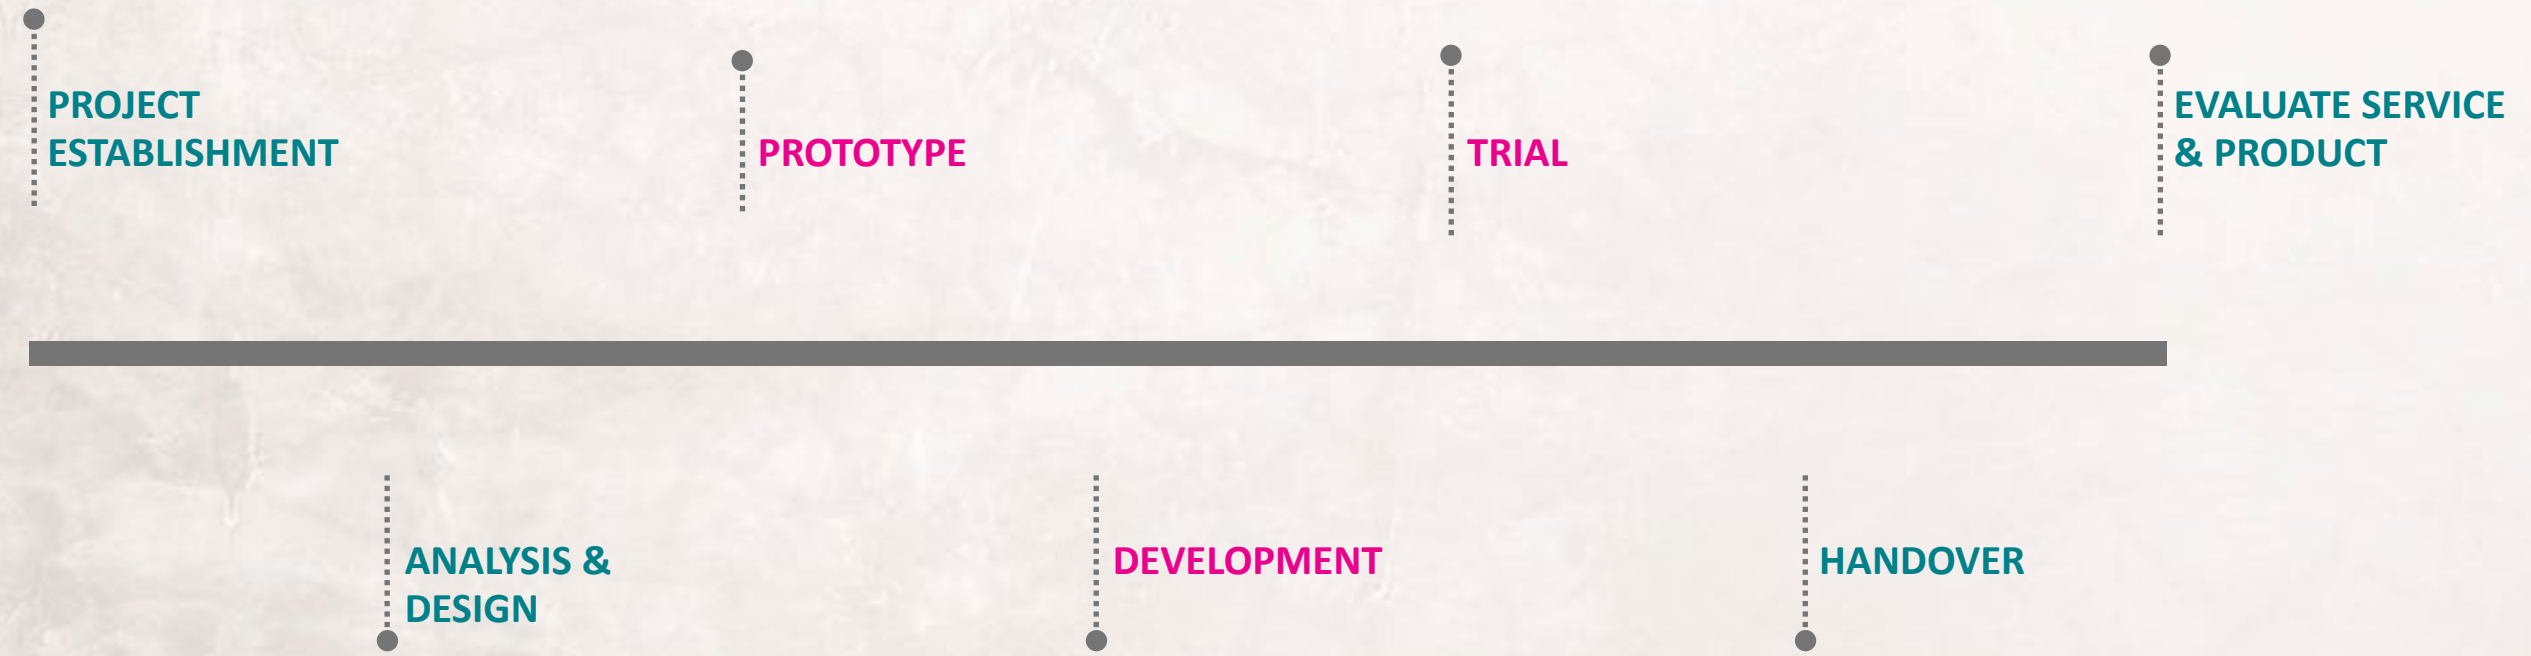 PROJECT
ESTABLISHMENT
PROTOTYPE
TRIAL
EVALUATE SERVICE
& PRODUCT
ANALYSIS &
DESIGN
DEVELOPMENT
HANDOVER